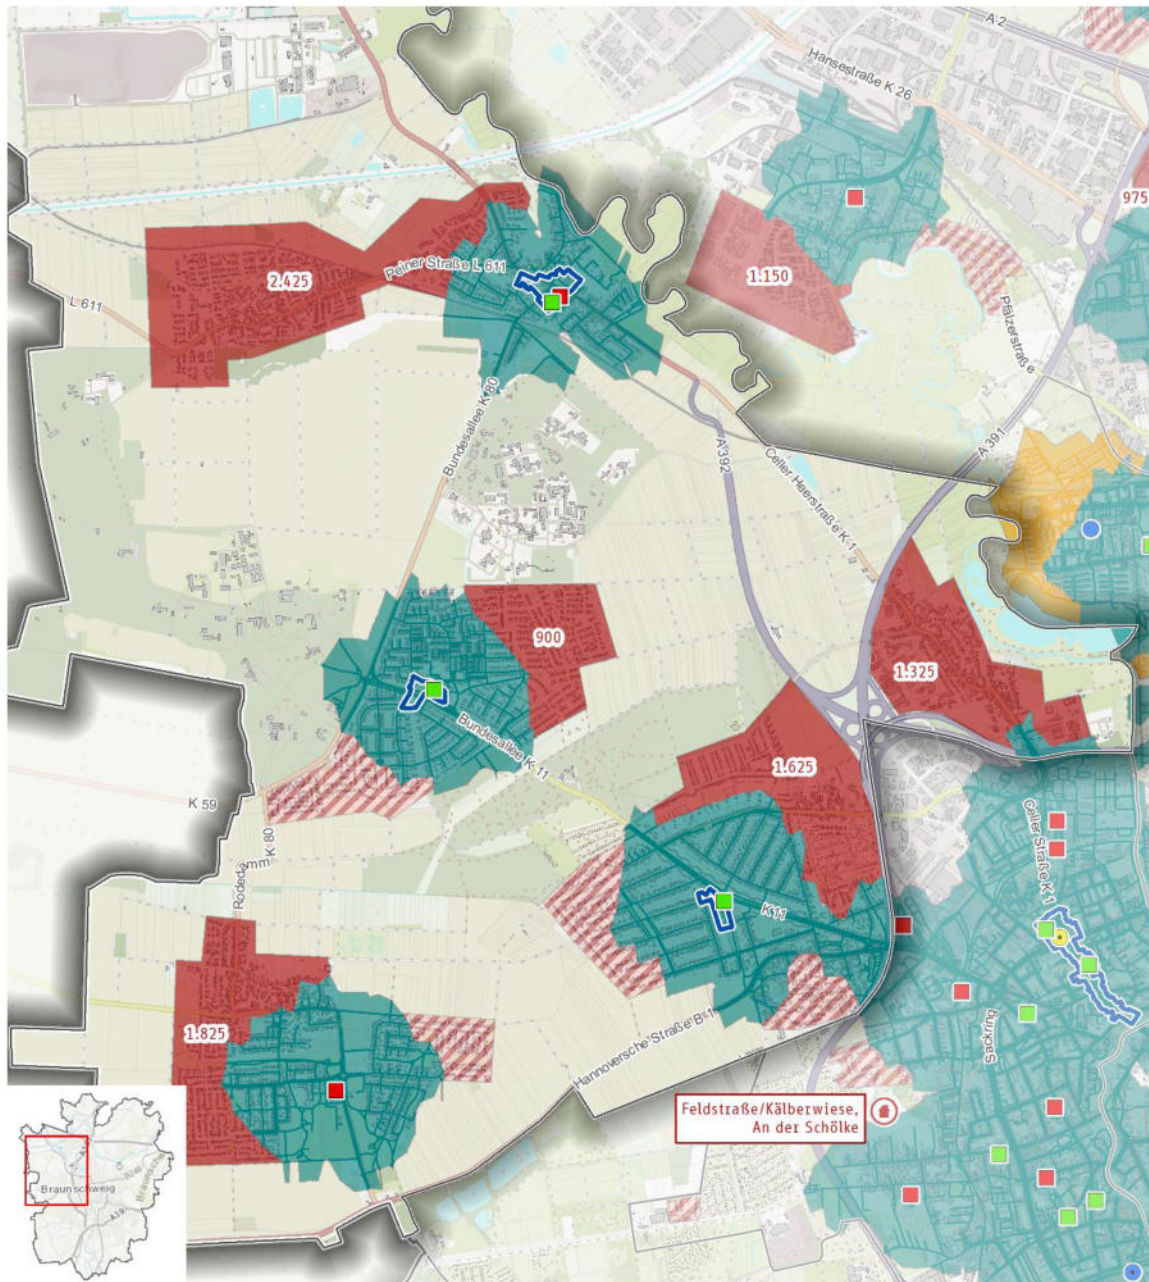 A 2
Hansestraße K 26
975
2.425
Peiner Straße L 611
1.150
L 611
Pfälzerstraße
Bundesallee K 80
A 392
A 391
Celler Heerstraße K 1
900
1.325
Bundesallee K 11
1.625
K 59
Rodedamm K 80
Celler Straße K 1
K 11
1.825
Hannoversche Straße B 1
Sackring
Feldstraße/Kälberwiese,
An der Schölke
Braunschweig